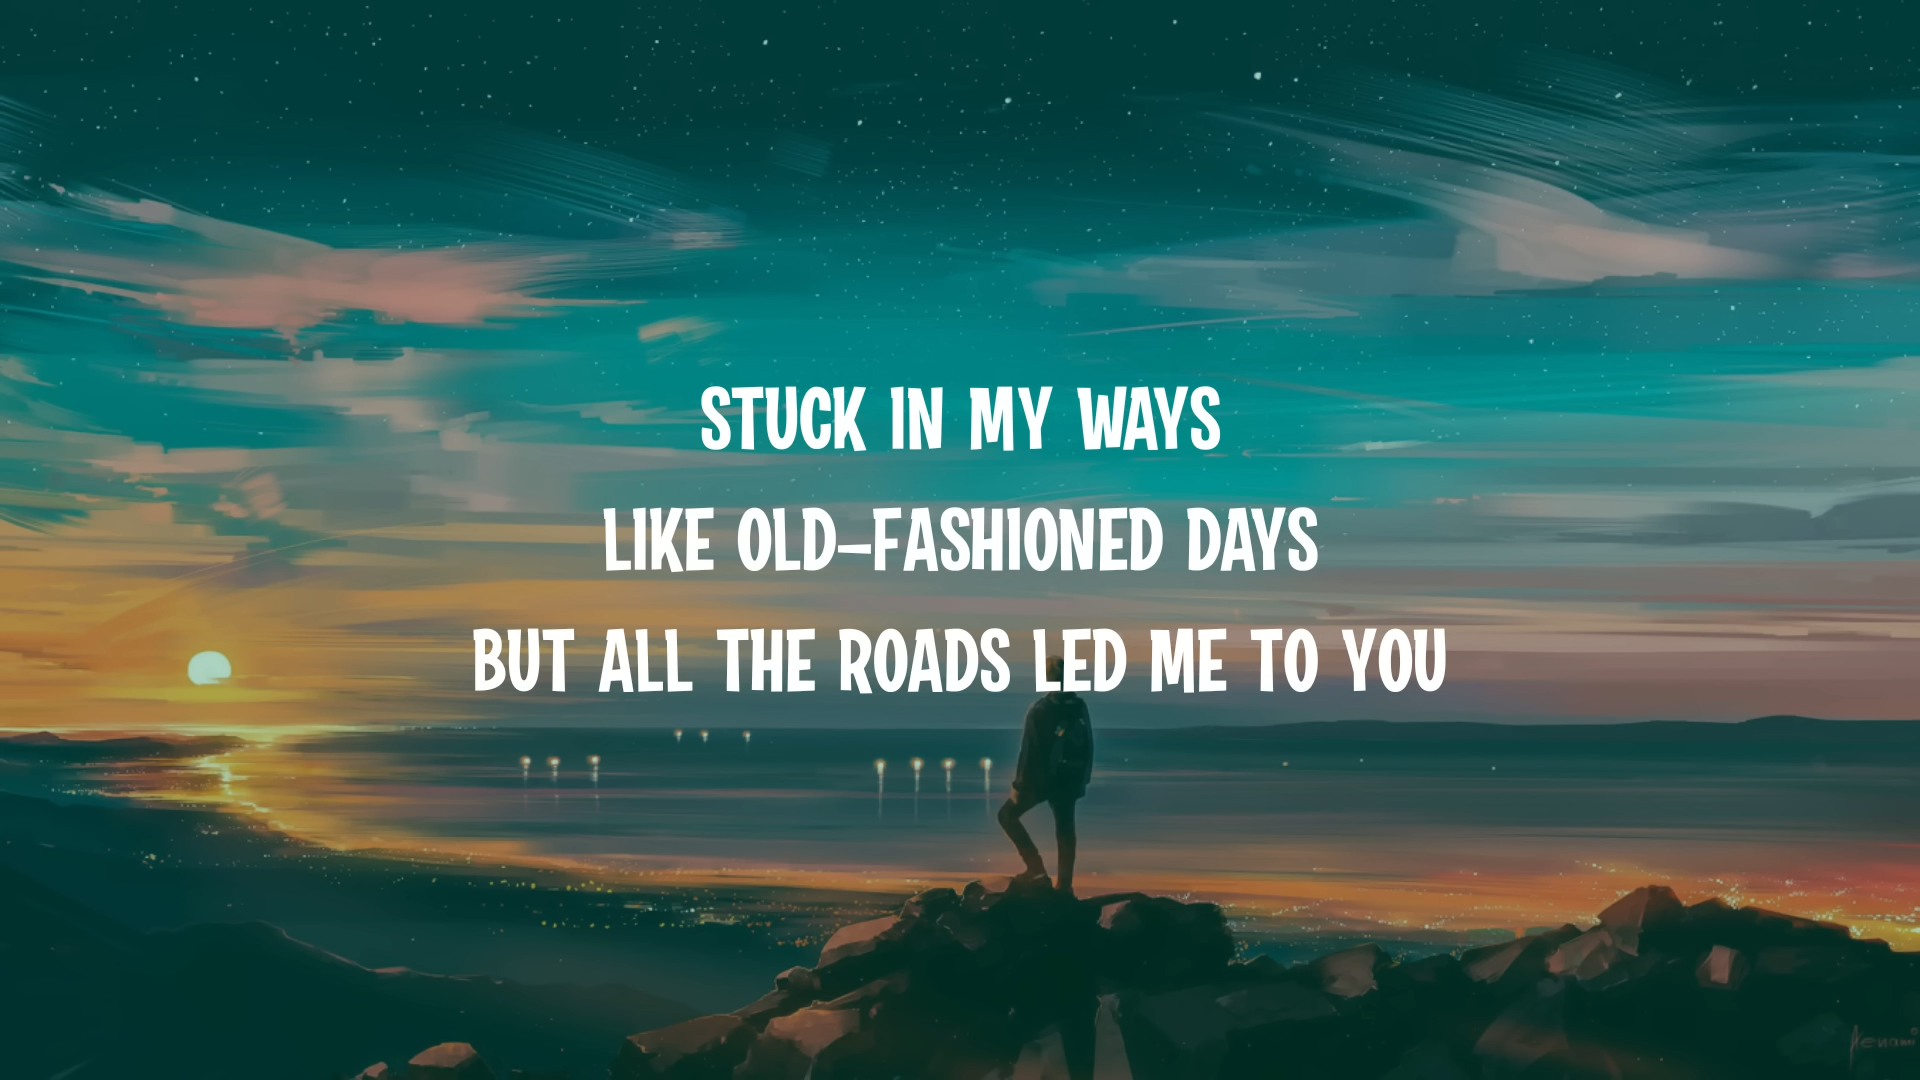 STUCK IN MY WAYS
LIKE OLD-FASHIONED DAYS
BUT ALL THE ROADS LED ME TO YOU